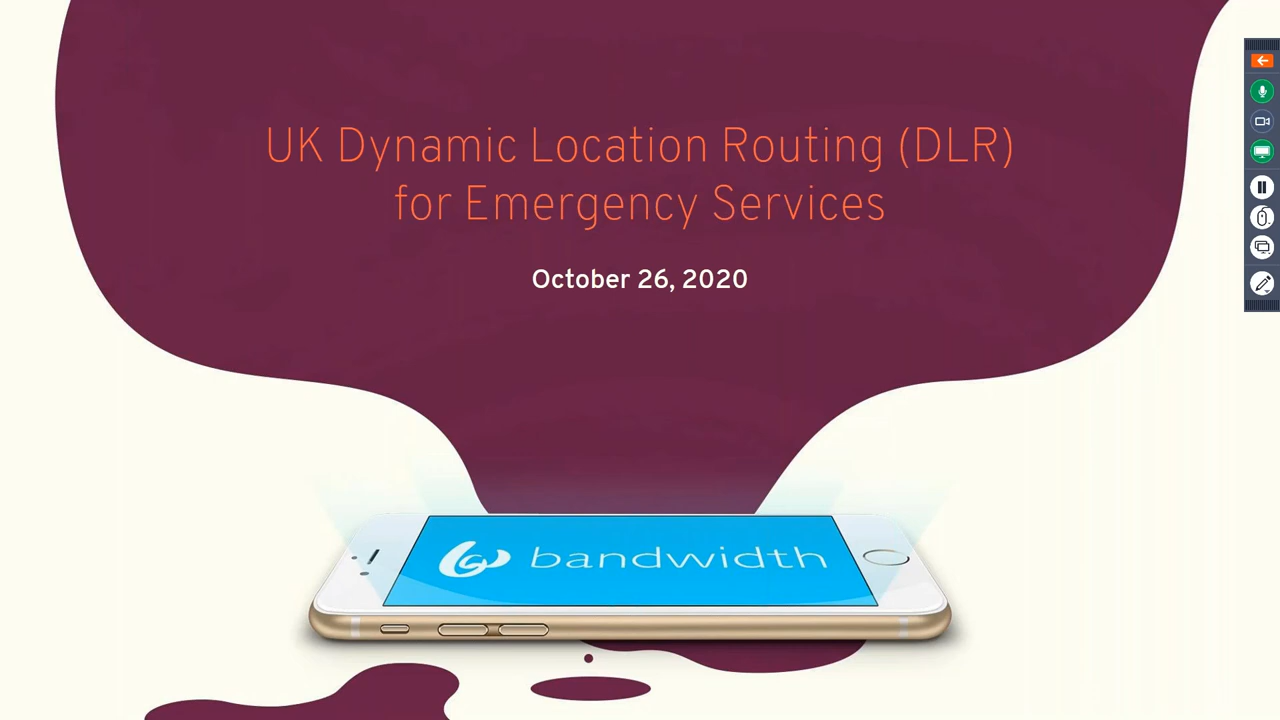 UK Dynamic Location Routing (DLR)
for Emergency Services
October 26, 2020
bandwidth